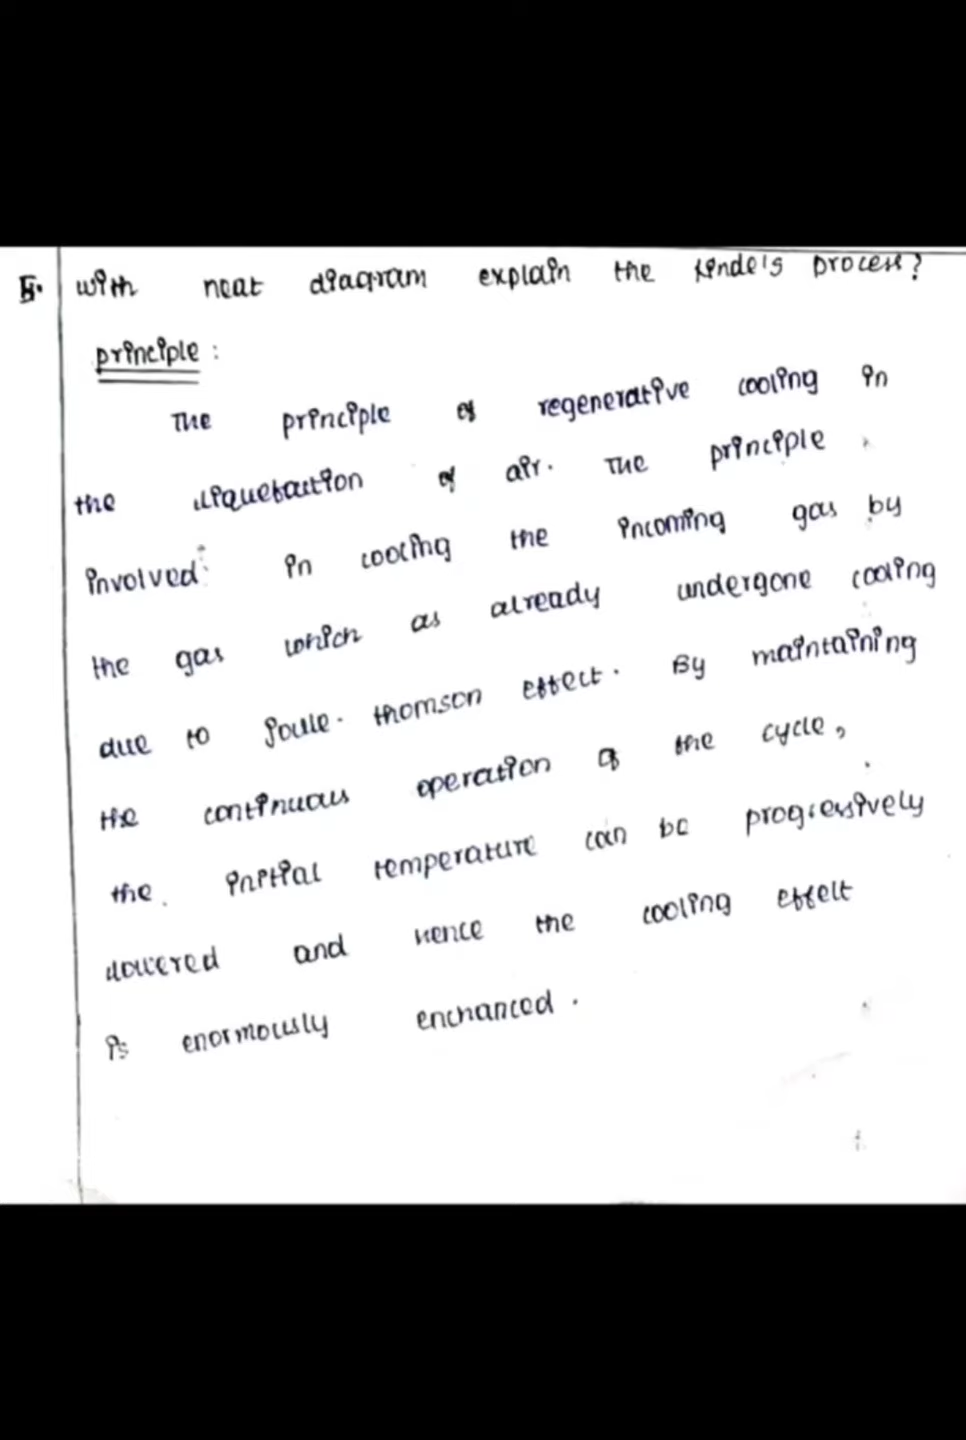 5. with neat diagram explain the Linde's process?
principle :
The principle of regenerative cooling in
the liquefaction of air. The principle
involved: in cooling the incoming gas by
the gas which as already undergone cooling
due to Joule. thomson effect. By maintaining
the continuous operation of the cycle,
the initial temperature can be progressively
lowered and hence the cooling effect
is enormously enchanced.